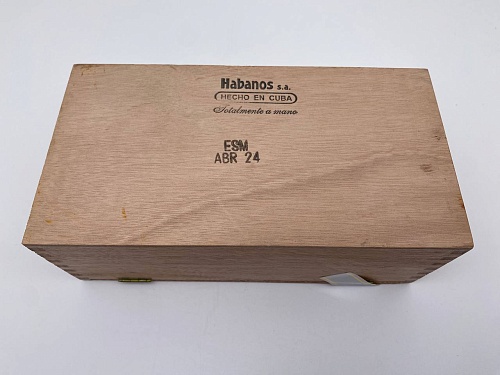 Habanos s.a.
HECHO EN CUBA
Totalmente a mano
ESM
ABR 24